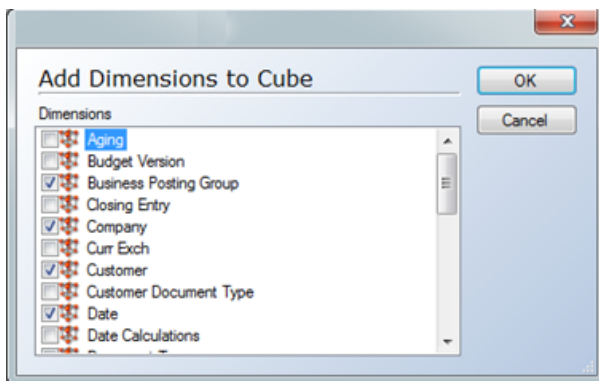 Add Dimensions to Cube
OK
Dimensions
Cancel
Aging
Budget Version
Business Posting Group
Closing Entry
Company
Curr Exch
Customer
Customer Document Type
Date
Date Calculations